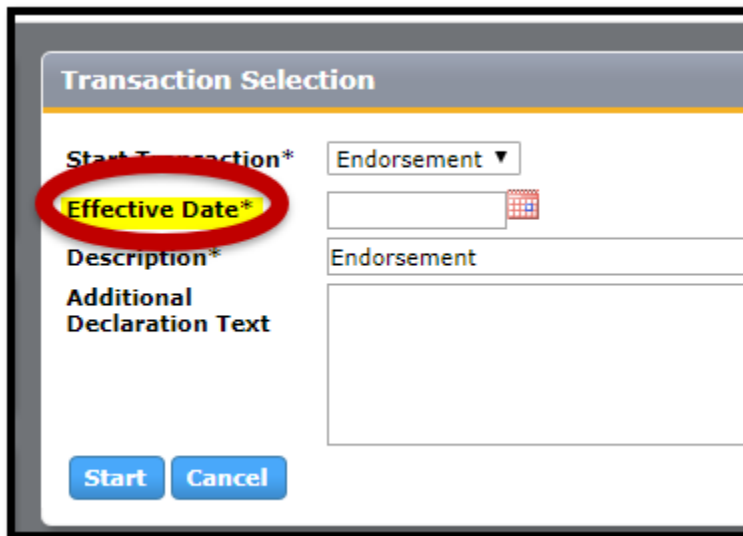 Transaction Selection
Start Transaction* Endorsement
Effective Date*
Description* Endorsement
Additional
Declaration Text
Start Cancel